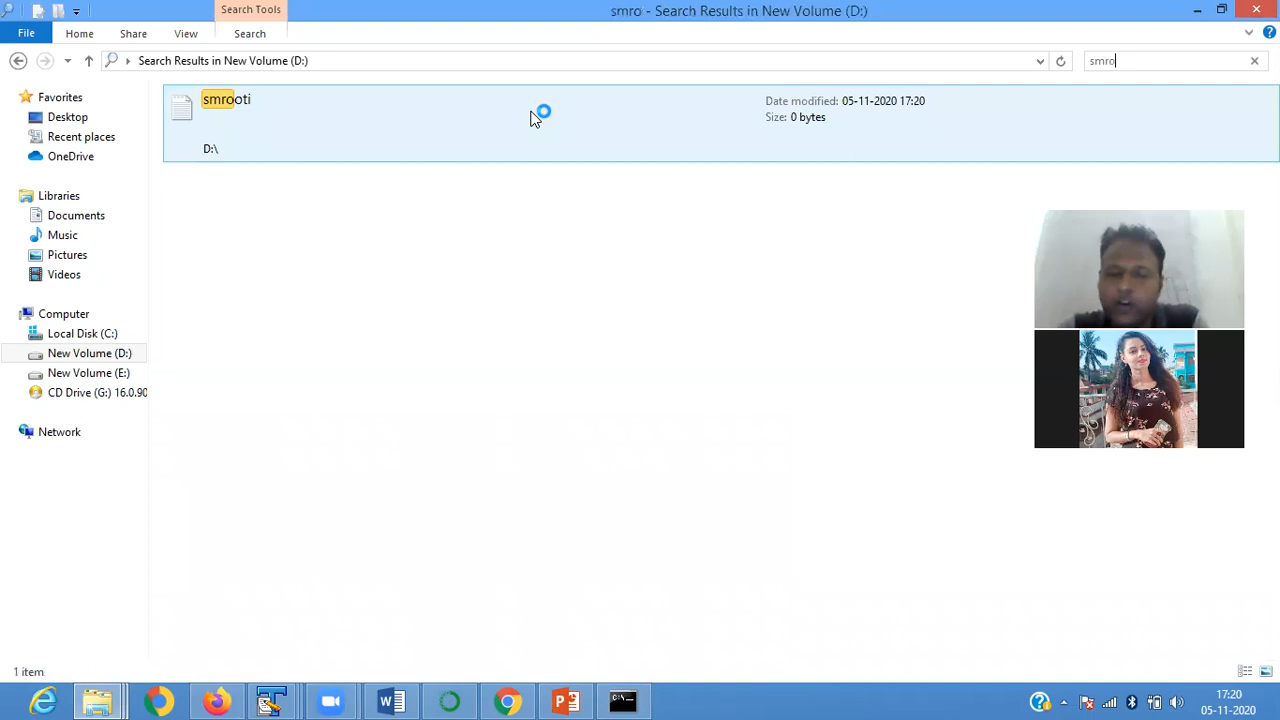 Search Tools
smro - Search Results in New Volume (D:)
File
Home
Share
View
Search
Search Results in New Volume (D:)
smro
Favorites
Desktop
Recent places
OneDrive
Libraries
Documents
Music
Pictures
Videos
Computer
Local Disk (C:)
New Volume (D:)
New Volume (E:)
CD Drive (G:) 16.0.90
Network
smrooti
D:\
Date modified: 05-11-2020 17:20
Size: 0 bytes
1 item
17:20
05-11-2020